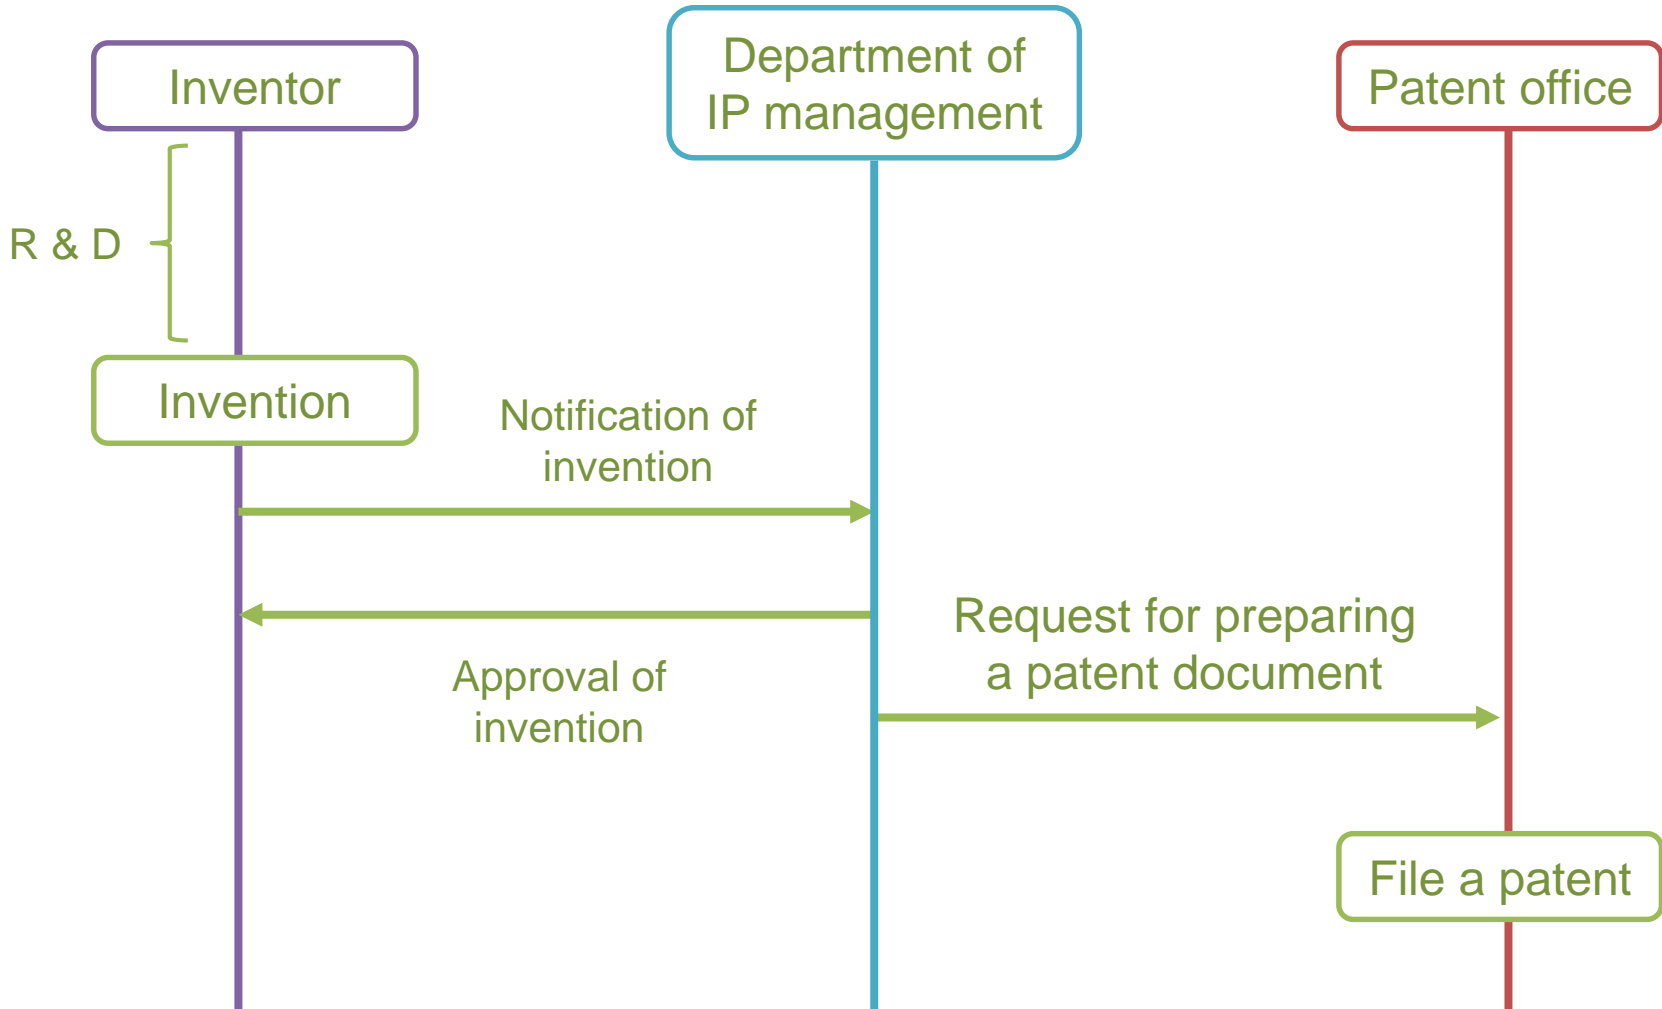 Inventor
Department of
IP management
Patent office
R & D
Invention
Notification of
invention
Approval of
invention
Request for preparing
a patent document
File a patent